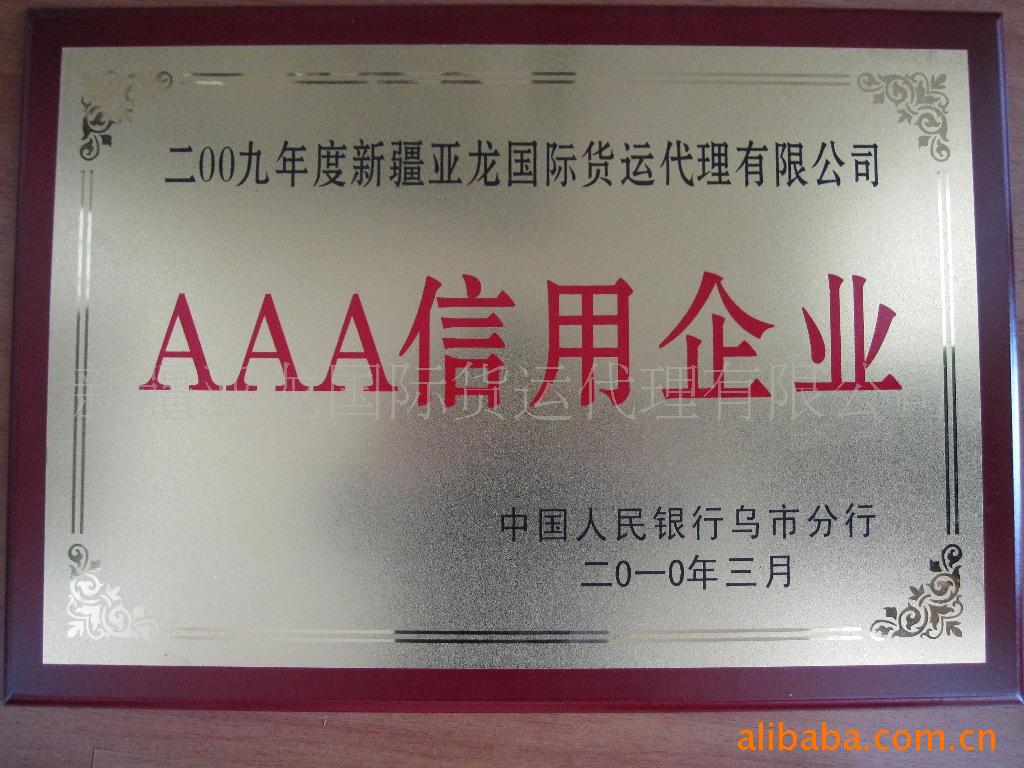 二00九年度新疆亚龙国际货运代理有限公司
AAA信用企业
新疆亚龙国际货运代理有限公司
中国人民银行乌市分行
二0一0年三月
alibaba.com.cn